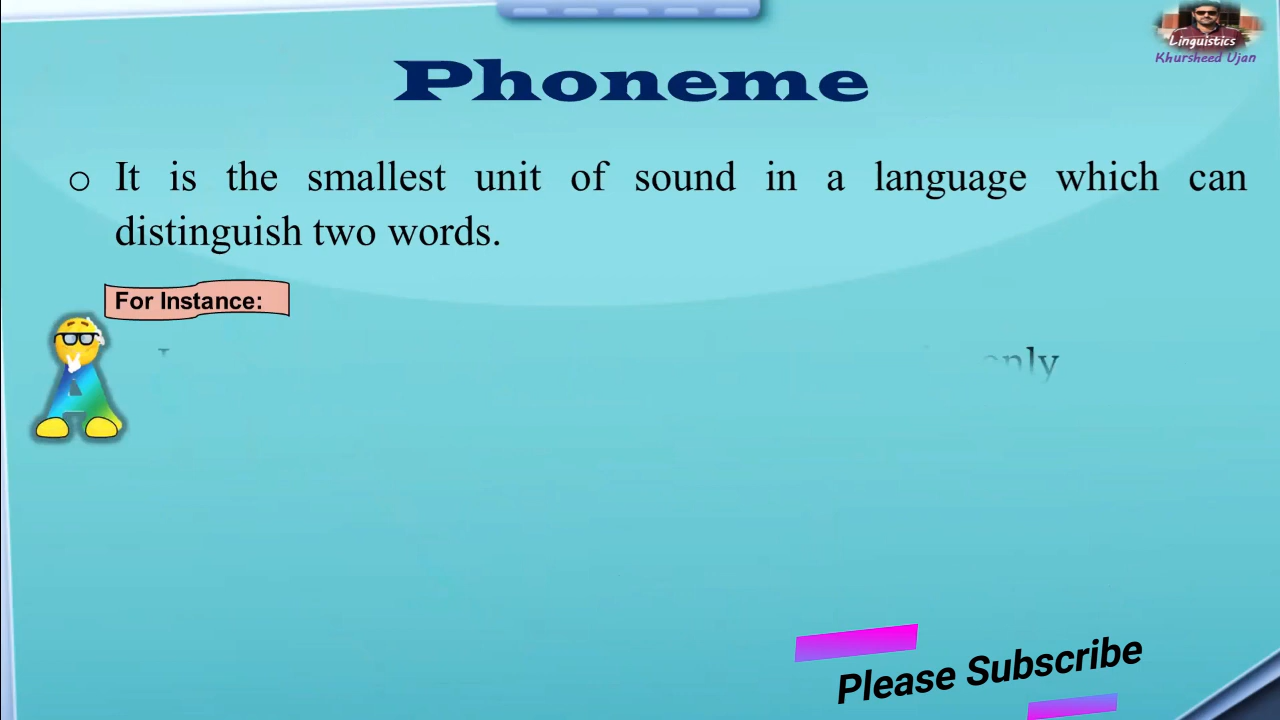 Linguistics
Khursheed Ujan
Phoneme
It is the smallest unit of sound in a language which can
distinguish two words.
For Instance:
only
Please Subscribe